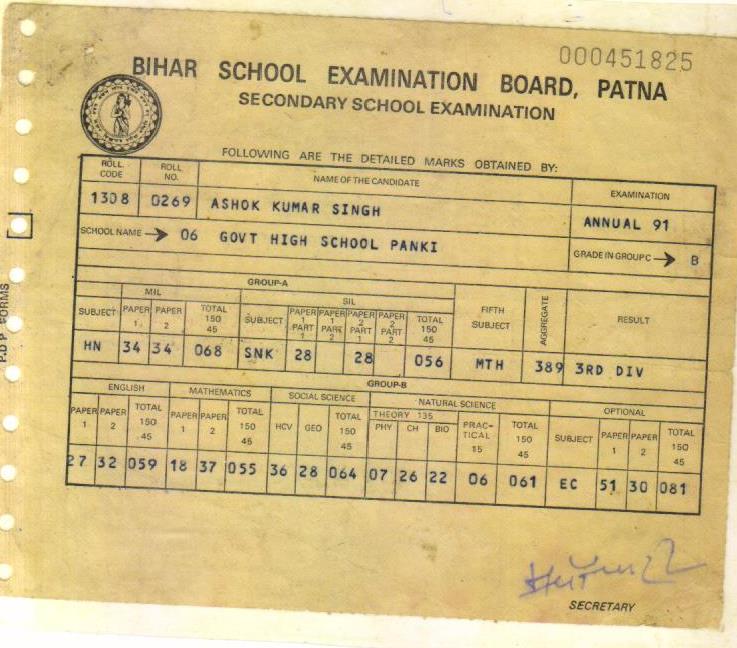 000451825
BIHAR SCHOOL EXAMINATION BOARD, PATNA
SECONDARY SCHOOL EXAMINATION
FOLLOWING ARE THE DETAILED MARKS OBTAINED BY:
ROLL CODE ROLL NO. NAME OF THE CANDIDATE EXAMINATION
1308 0269 ASHOK KUMAR SINGH ANNUAL 91
SCHOOL NAME → 06 GOVT HIGH SCHOOL PANKI GRADE IN GROUP C → B
GROUP-A
MIL SIL FIFTH SUBJECT AGGREGATE RESULT
SUBJECT PAPER 1 PAPER 2 TOTAL 150 45 SUBJECT PAPER 1 PART 1 PAPER 1 PART 2 PAPER 2 PART 1 PAPER 2 PART 2 TOTAL 150 45
HN 34 34 068 SNK 28 28 056 MTH 389 3RD DIV
GROUP-B
ENGLISH MATHEMATICS SOCIAL SCIENCE NATURAL SCIENCE OPTIONAL
PAPER 1 PAPER 2 TOTAL 150 45 PAPER 1 PAPER 2 TOTAL 150 45 HCV GEO TOTAL 150 45 THEORY 135 PHY CH BIO PRAC-TICAL 15 TOTAL 150 45 SUBJECT PAPER 1 PAPER 2 TOTAL 150 45
27 32 059 18 37 055 36 28 064 07 26 22 06 061 EC 51 30 081
SECRETARY
P.D.P. FORMS